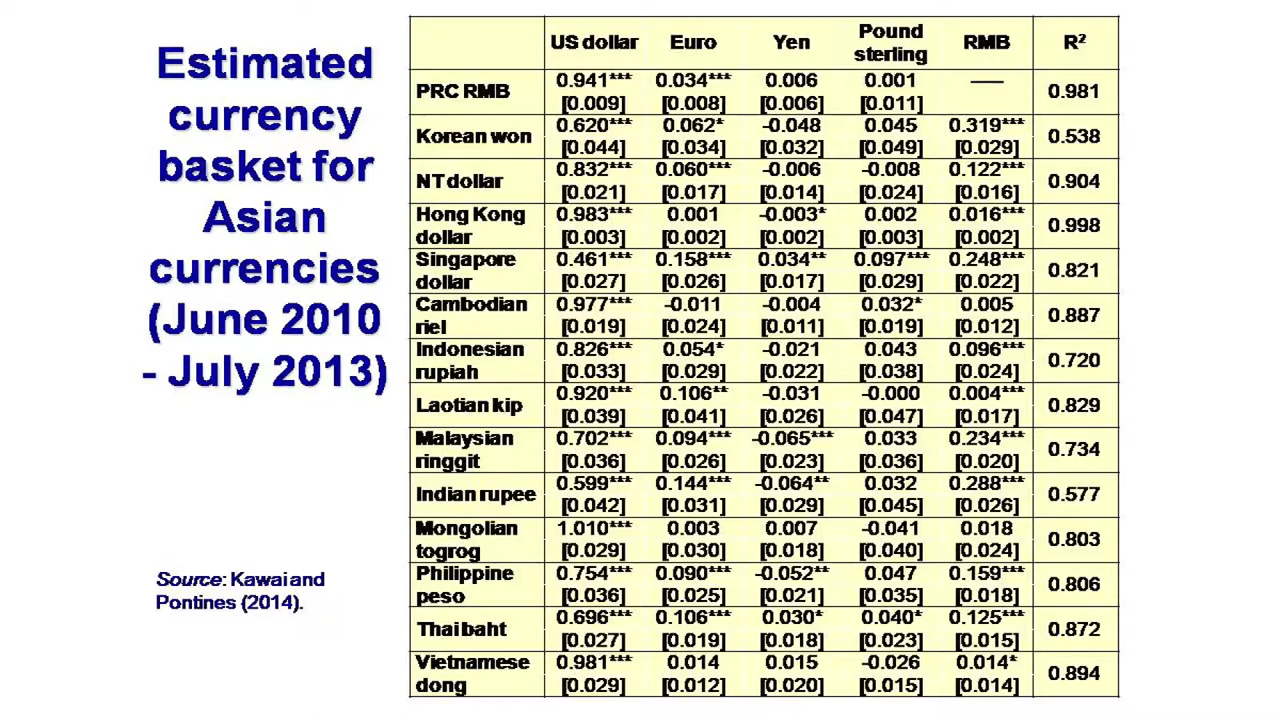 Estimated
currency
basket for
Asian
currencies
(June 2010
- July 2013)
Source: Kawai and
Pontines (2014).
US dollar Euro Yen Pound sterling RMB R²
PRC RMB 0.941*** 0.034*** 0.006 0.001 — 0.981
[0.009] [0.008] [0.006] [0.011]
Korean won 0.620*** 0.062* -0.048 0.045 0.319*** 0.538
[0.044] [0.034] [0.032] [0.049] [0.029]
NT dollar 0.832*** 0.060*** -0.006 -0.008 0.122*** 0.904
[0.021] [0.017] [0.014] [0.024] [0.016]
Hong Kong 0.983*** 0.001 -0.003* 0.002 0.016*** 0.998
dollar [0.003] [0.002] [0.002] [0.003] [0.002]
Singapore 0.461*** 0.158*** 0.034** 0.097*** 0.248*** 0.821
dollar [0.027] [0.026] [0.017] [0.029] [0.022]
Cambodian 0.977*** -0.011 -0.004 0.032* 0.005 0.887
riel [0.019] [0.024] [0.011] [0.019] [0.012]
Indonesian 0.826*** 0.054* -0.021 0.043 0.096*** 0.720
rupiah [0.033] [0.029] [0.022] [0.038] [0.024]
Laotian kip 0.920*** 0.106** -0.031 -0.000 0.004*** 0.829
[0.039] [0.041] [0.026] [0.047] [0.017]
Malaysian 0.702*** 0.094*** -0.065*** 0.033 0.234*** 0.734
ringgit [0.036] [0.026] [0.023] [0.036] [0.020]
Indian rupee 0.599*** 0.144*** -0.064** 0.032 0.288*** 0.577
[0.042] [0.031] [0.029] [0.045] [0.026]
Mongolian 1.010*** 0.003 0.007 -0.041 0.018 0.803
togrog [0.029] [0.030] [0.018] [0.040] [0.024]
Philippine 0.754*** 0.090*** -0.052** 0.047 0.159*** 0.806
peso [0.036] [0.025] [0.021] [0.035] [0.018]
Thai baht 0.696*** 0.106*** 0.030* 0.040* 0.125*** 0.872
[0.027] [0.019] [0.018] [0.023] [0.015]
Vietnamese 0.981*** 0.014 0.015 -0.026 0.014* 0.894
dong [0.029] [0.012] [0.020] [0.015] [0.014]